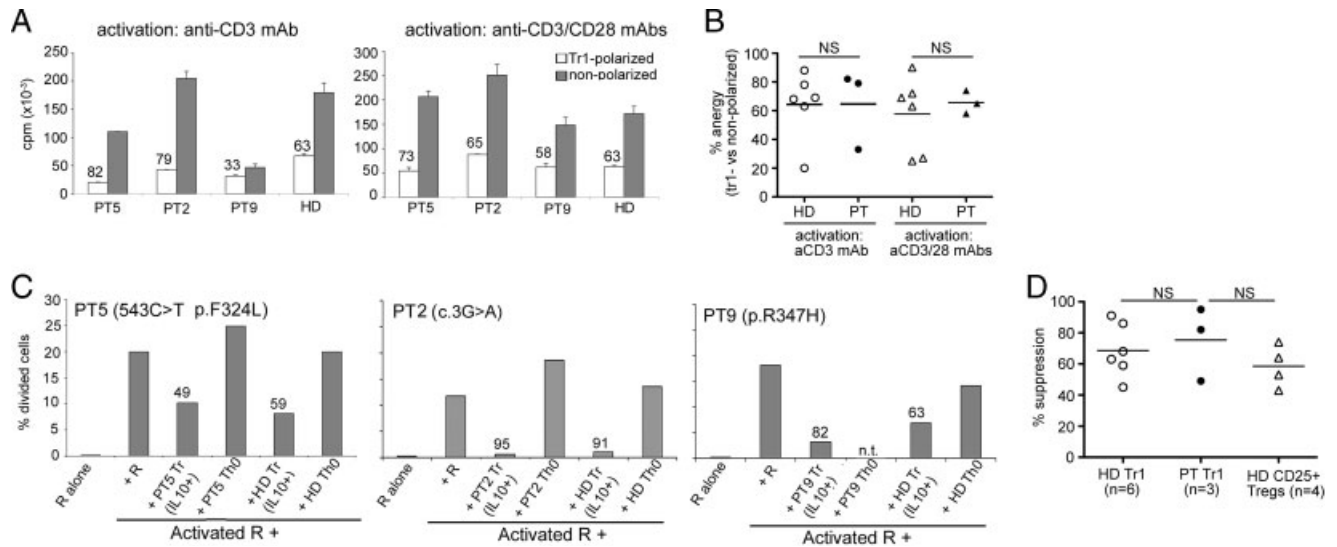 A
activation: anti-CD3 mAb
activation: anti-CD3/CD28 mAbs
Tr1-polarized
non-polarized
cpm (x10⁻³)
250
200
150
100
50
0
82
79
33
63
PT5
PT2
PT9
HD
300
250
200
150
100
50
0
73
65
58
63
PT5
PT2
PT9
HD
B
NS
NS
% anergy
(tr1- vs non-polarized)
100
80
60
40
20
0
HD
PT
HD
PT
activation:
aCD3 mAb
activation:
aCD3/28 mAbs
C
% divided cells
30
25
20
15
10
5
0
PT5 (543C>T p.F324L)
49
59
R alone
+ R
+ PT5 Tr
(IL10+)
+ PT5 Th0
+ HD Tr
(IL10+)
+ HD Th0
Activated R +
PT2 (c.3G>A)
95
91
R alone
+ R
+ PT2 Tr
(IL 10+)
+ PT2 Th0
+ HD Tr
(IL10+)
+ HD Th0
Activated R +
PT9 (p.R347H)
82
n.t.
63
R alone
+ R
+ PT9 Tr
(IL10+)
+ PT9 Th0
+ HD Tr
(IL10+)
+ HD Th0
Activated R +
D
NS
NS
% suppression
100
80
60
40
20
0
HD Tr1
(n=6)
PT Tr1
(n=3)
HD CD25+
Tregs (n=4)